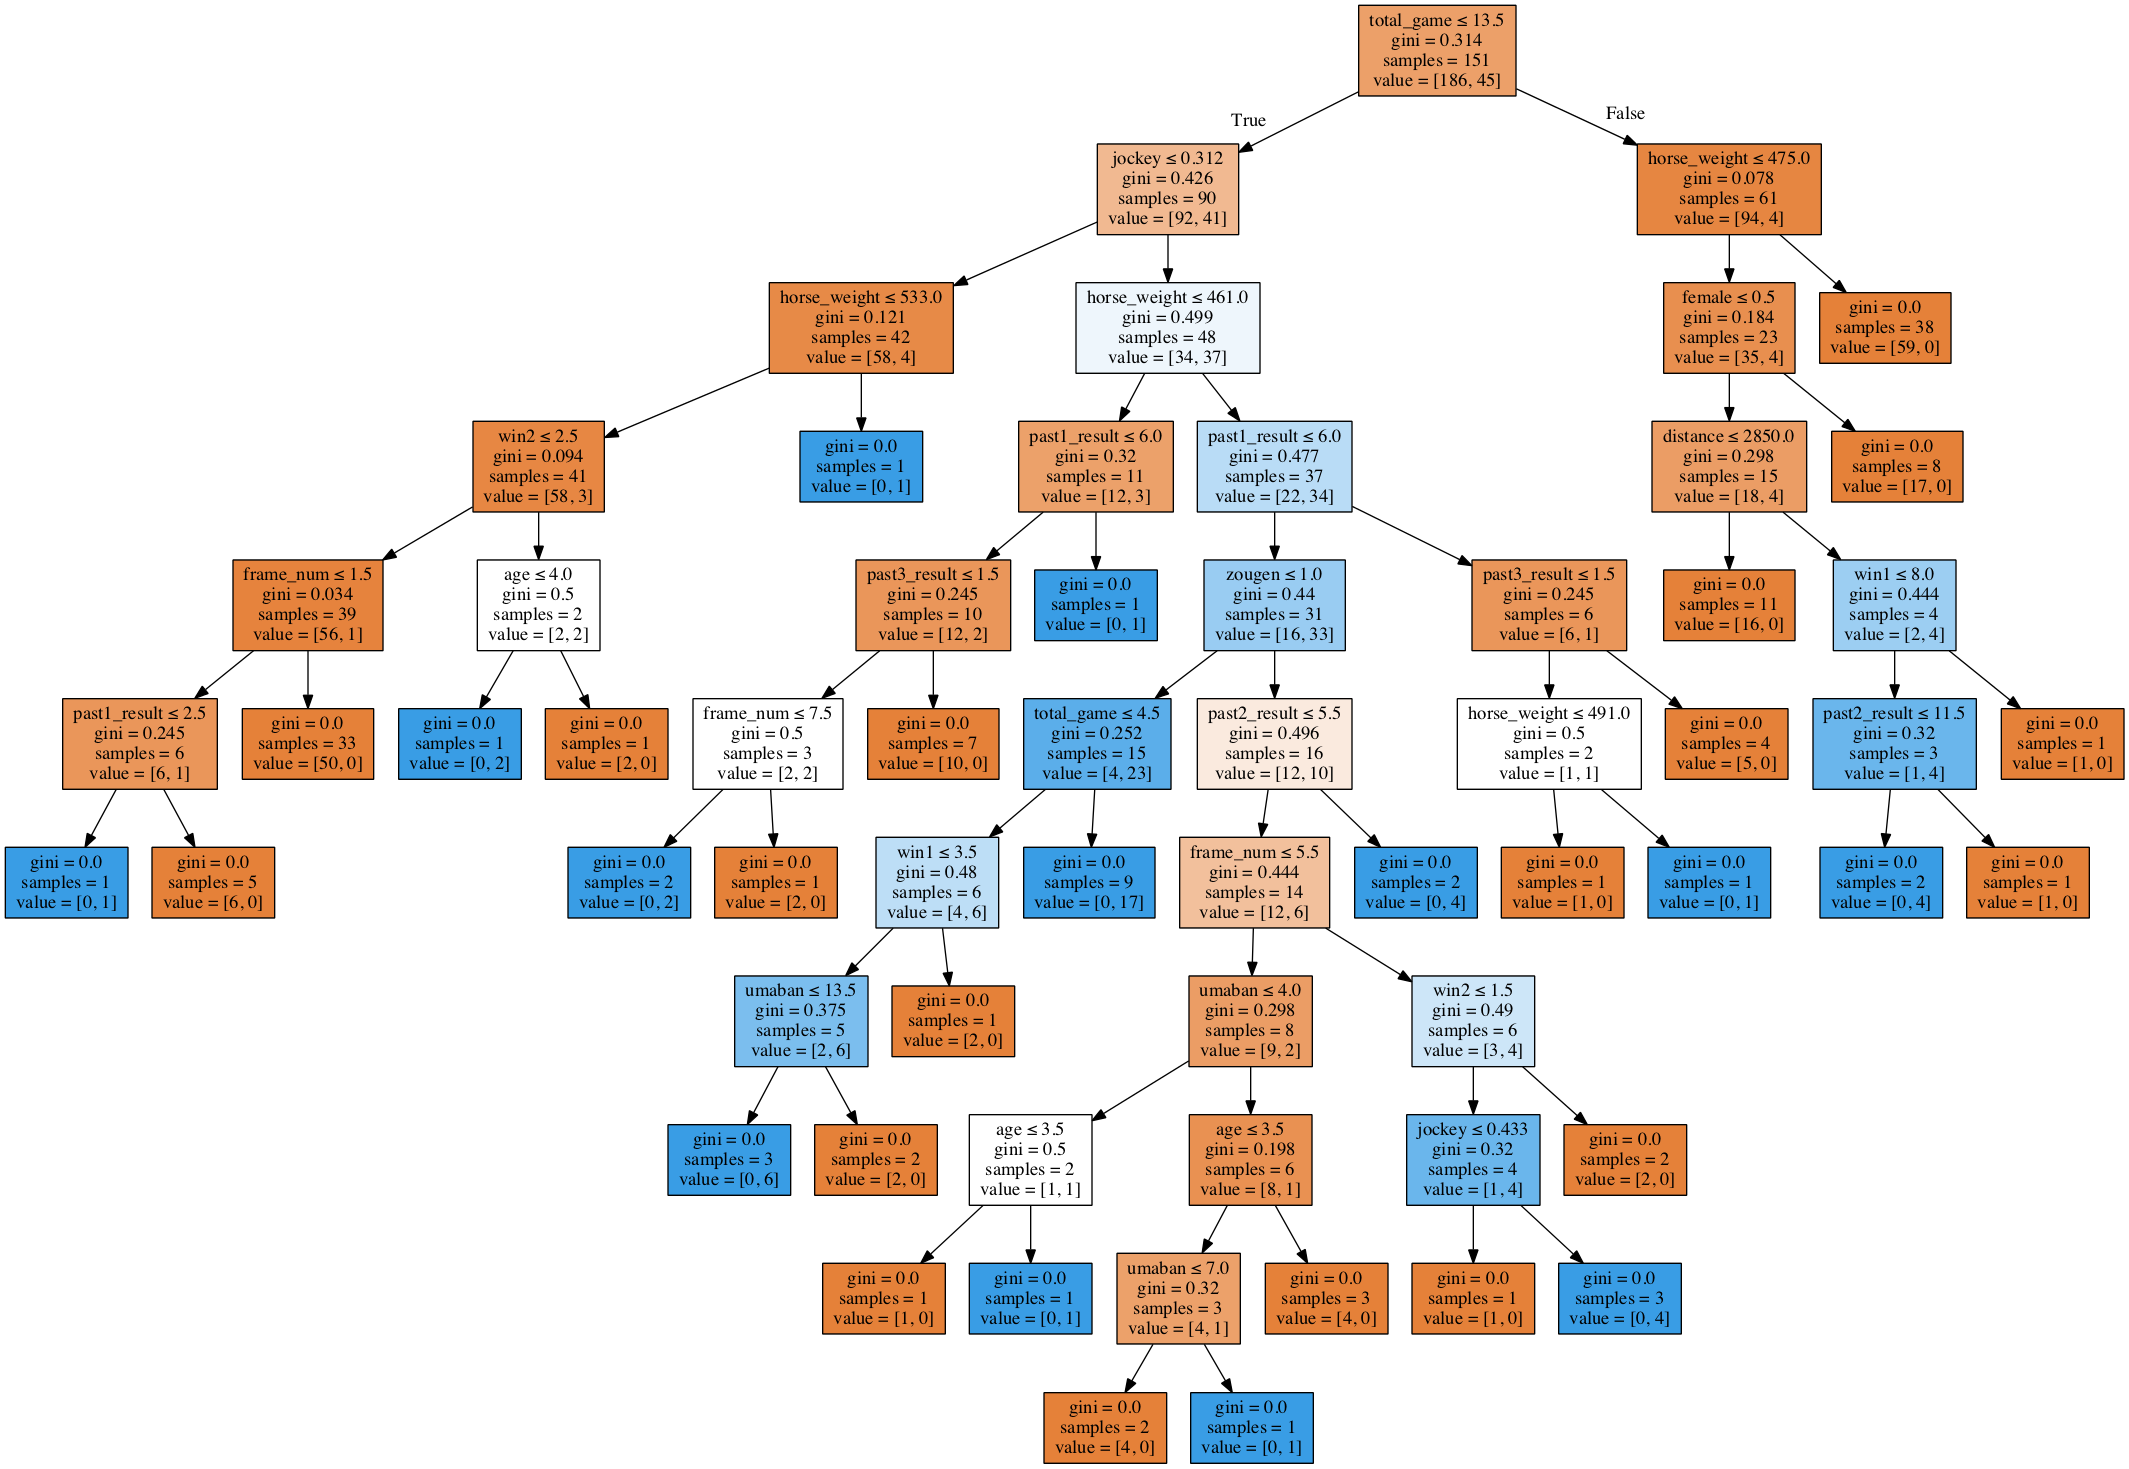 total_game ≤ 13.5
gini = 0.314
samples = 151
value = [186, 45]
True
False
jockey ≤ 0.312
gini = 0.426
samples = 90
value = [92, 41]
horse_weight ≤ 475.0
gini = 0.078
samples = 61
value = [94, 4]
horse_weight ≤ 533.0
gini = 0.121
samples = 42
value = [58, 4]
horse_weight ≤ 461.0
gini = 0.499
samples = 48
value = [34, 37]
female ≤ 0.5
gini = 0.184
samples = 23
value = [35, 4]
gini = 0.0
samples = 38
value = [59, 0]
win2 ≤ 2.5
gini = 0.094
samples = 41
value = [58, 3]
gini = 0.0
samples = 1
value = [0, 1]
past1_result ≤ 6.0
gini = 0.32
samples = 11
value = [12, 3]
past1_result ≤ 6.0
gini = 0.477
samples = 37
value = [22, 34]
distance ≤ 2850.0
gini = 0.298
samples = 15
value = [18, 4]
gini = 0.0
samples = 8
value = [17, 0]
frame_num ≤ 1.5
gini = 0.034
samples = 39
value = [56, 1]
age ≤ 4.0
gini = 0.5
samples = 2
value = [2, 2]
past3_result ≤ 1.5
gini = 0.245
samples = 10
value = [12, 2]
gini = 0.0
samples = 1
value = [0, 1]
zougen ≤ 1.0
gini = 0.44
samples = 31
value = [16, 33]
past3_result ≤ 1.5
gini = 0.245
samples = 6
value = [6, 1]
gini = 0.0
samples = 11
value = [16, 0]
win1 ≤ 8.0
gini = 0.444
samples = 4
value = [2, 4]
past1_result ≤ 2.5
gini = 0.245
samples = 6
value = [6, 1]
gini = 0.0
samples = 33
value = [50, 0]
gini = 0.0
samples = 1
value = [0, 2]
gini = 0.0
samples = 1
value = [2, 0]
frame_num ≤ 7.5
gini = 0.5
samples = 3
value = [2, 2]
gini = 0.0
samples = 7
value = [10, 0]
total_game ≤ 4.5
gini = 0.252
samples = 15
value = [4, 23]
past2_result ≤ 5.5
gini = 0.496
samples = 16
value = [12, 10]
horse_weight ≤ 491.0
gini = 0.5
samples = 2
value = [1, 1]
gini = 0.0
samples = 4
value = [5, 0]
past2_result ≤ 11.5
gini = 0.32
samples = 3
value = [1, 4]
gini = 0.0
samples = 1
value = [1, 0]
gini = 0.0
samples = 1
value = [0, 1]
gini = 0.0
samples = 5
value = [6, 0]
gini = 0.0
samples = 2
value = [0, 2]
gini = 0.0
samples = 1
value = [2, 0]
win1 ≤ 3.5
gini = 0.48
samples = 6
value = [4, 6]
gini = 0.0
samples = 9
value = [0, 17]
frame_num ≤ 5.5
gini = 0.444
samples = 14
value = [12, 6]
gini = 0.0
samples = 2
value = [0, 4]
gini = 0.0
samples = 1
value = [1, 0]
gini = 0.0
samples = 1
value = [0, 1]
gini = 0.0
samples = 2
value = [0, 4]
gini = 0.0
samples = 1
value = [1, 0]
umaban ≤ 13.5
gini = 0.375
samples = 5
value = [2, 6]
gini = 0.0
samples = 1
value = [2, 0]
umaban ≤ 4.0
gini = 0.298
samples = 8
value = [9, 2]
win2 ≤ 1.5
gini = 0.49
samples = 6
value = [3, 4]
gini = 0.0
samples = 3
value = [0, 6]
gini = 0.0
samples = 2
value = [2, 0]
age ≤ 3.5
gini = 0.5
samples = 2
value = [1, 1]
age ≤ 3.5
gini = 0.198
samples = 6
value = [8, 1]
jockey ≤ 0.433
gini = 0.32
samples = 4
value = [1, 4]
gini = 0.0
samples = 2
value = [2, 0]
gini = 0.0
samples = 1
value = [1, 0]
gini = 0.0
samples = 1
value = [0, 1]
umaban ≤ 7.0
gini = 0.32
samples = 3
value = [4, 1]
gini = 0.0
samples = 3
value = [4, 0]
gini = 0.0
samples = 1
value = [1, 0]
gini = 0.0
samples = 3
value = [0, 4]
gini = 0.0
samples = 2
value = [4, 0]
gini = 0.0
samples = 1
value = [0, 1]